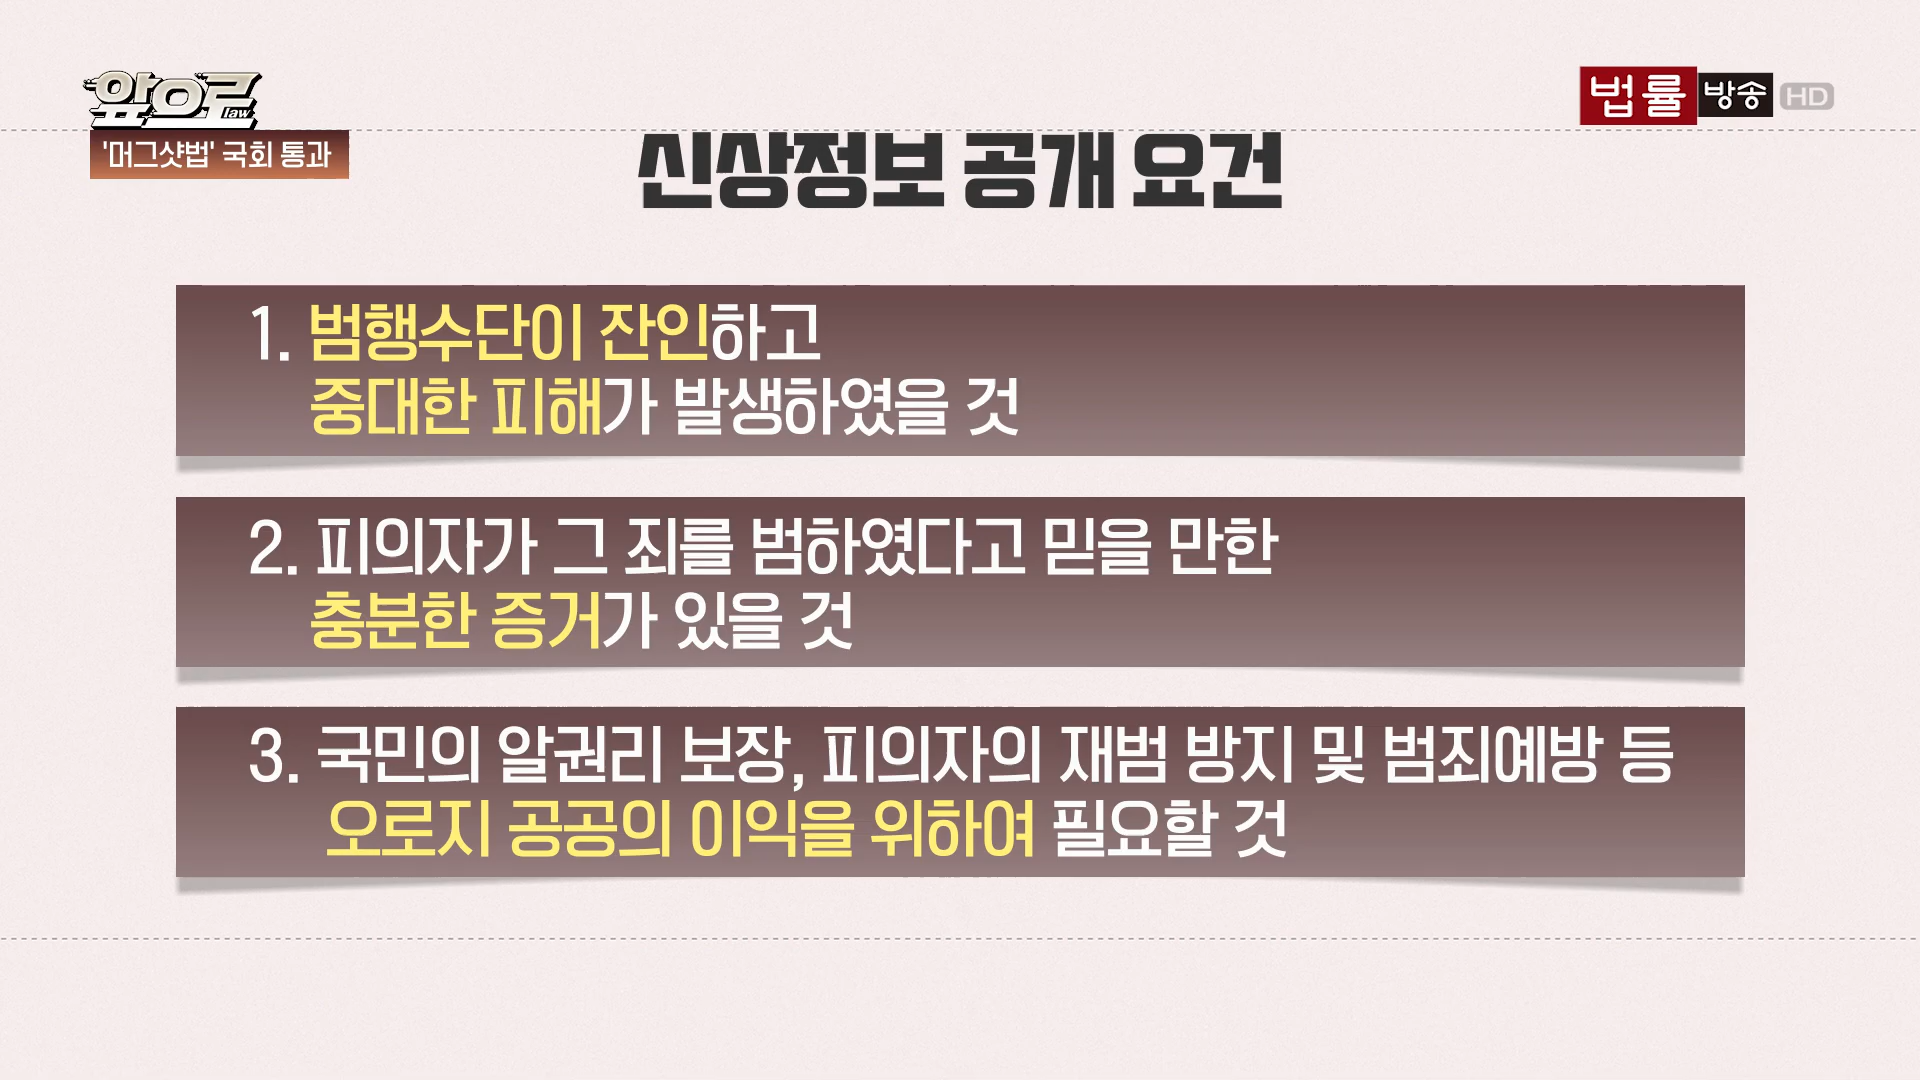 앞으로
law
'머그샷법' 국회 통과
법률방송 HD
신상정보 공개 요건
1. 범행수단이 잔인하고
중대한 피해가 발생하였을 것
2. 피의자가 그 죄를 범하였다고 믿을 만한
충분한 증거가 있을 것
3. 국민의 알권리 보장, 피의자의 재범 방지 및 범죄예방 등
오로지 공공의 이익을 위하여 필요할 것